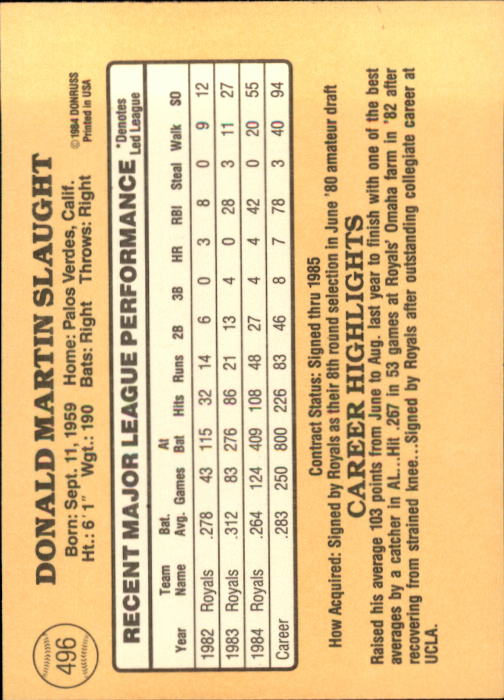 496
DONALD MARTIN SLAUGHT
Born: Sept. 11, 1959 Home: Palos Verdes, Calif.
Ht.: 6' 1" Wgt.: 190 Bats: Right Throws: Right
© 1984 DONRUSS
Printed in USA
RECENT MAJOR LEAGUE PERFORMANCE
*Denotes
Led League
Year Team Name Bat. Avg. Games At Bat Hits Runs 2B 3B HR RBI Steal Walk SO
1982 Royals .278 43 115 32 14 6 0 3 8 0 9 12
1983 Royals .312 83 276 86 21 13 4 0 28 3 11 27
1984 Royals .264 124 409 108 48 27 4 4 42 0 20 55
Career .283 250 800 226 83 46 8 7 78 3 40 94
Contract Status: Signed thru 1985
How Acquired: Signed by Royals as their 8th round selection in June '80 amateur draft
CAREER HIGHLIGHTS
Raised his average 103 points from June to Aug. last year to finish with one of the best
averages by a catcher in AL...Hit .267 in 53 games at Royals' Omaha farm in '82 after
recovering from strained knee...Signed by Royals after outstanding collegiate career at
UCLA.